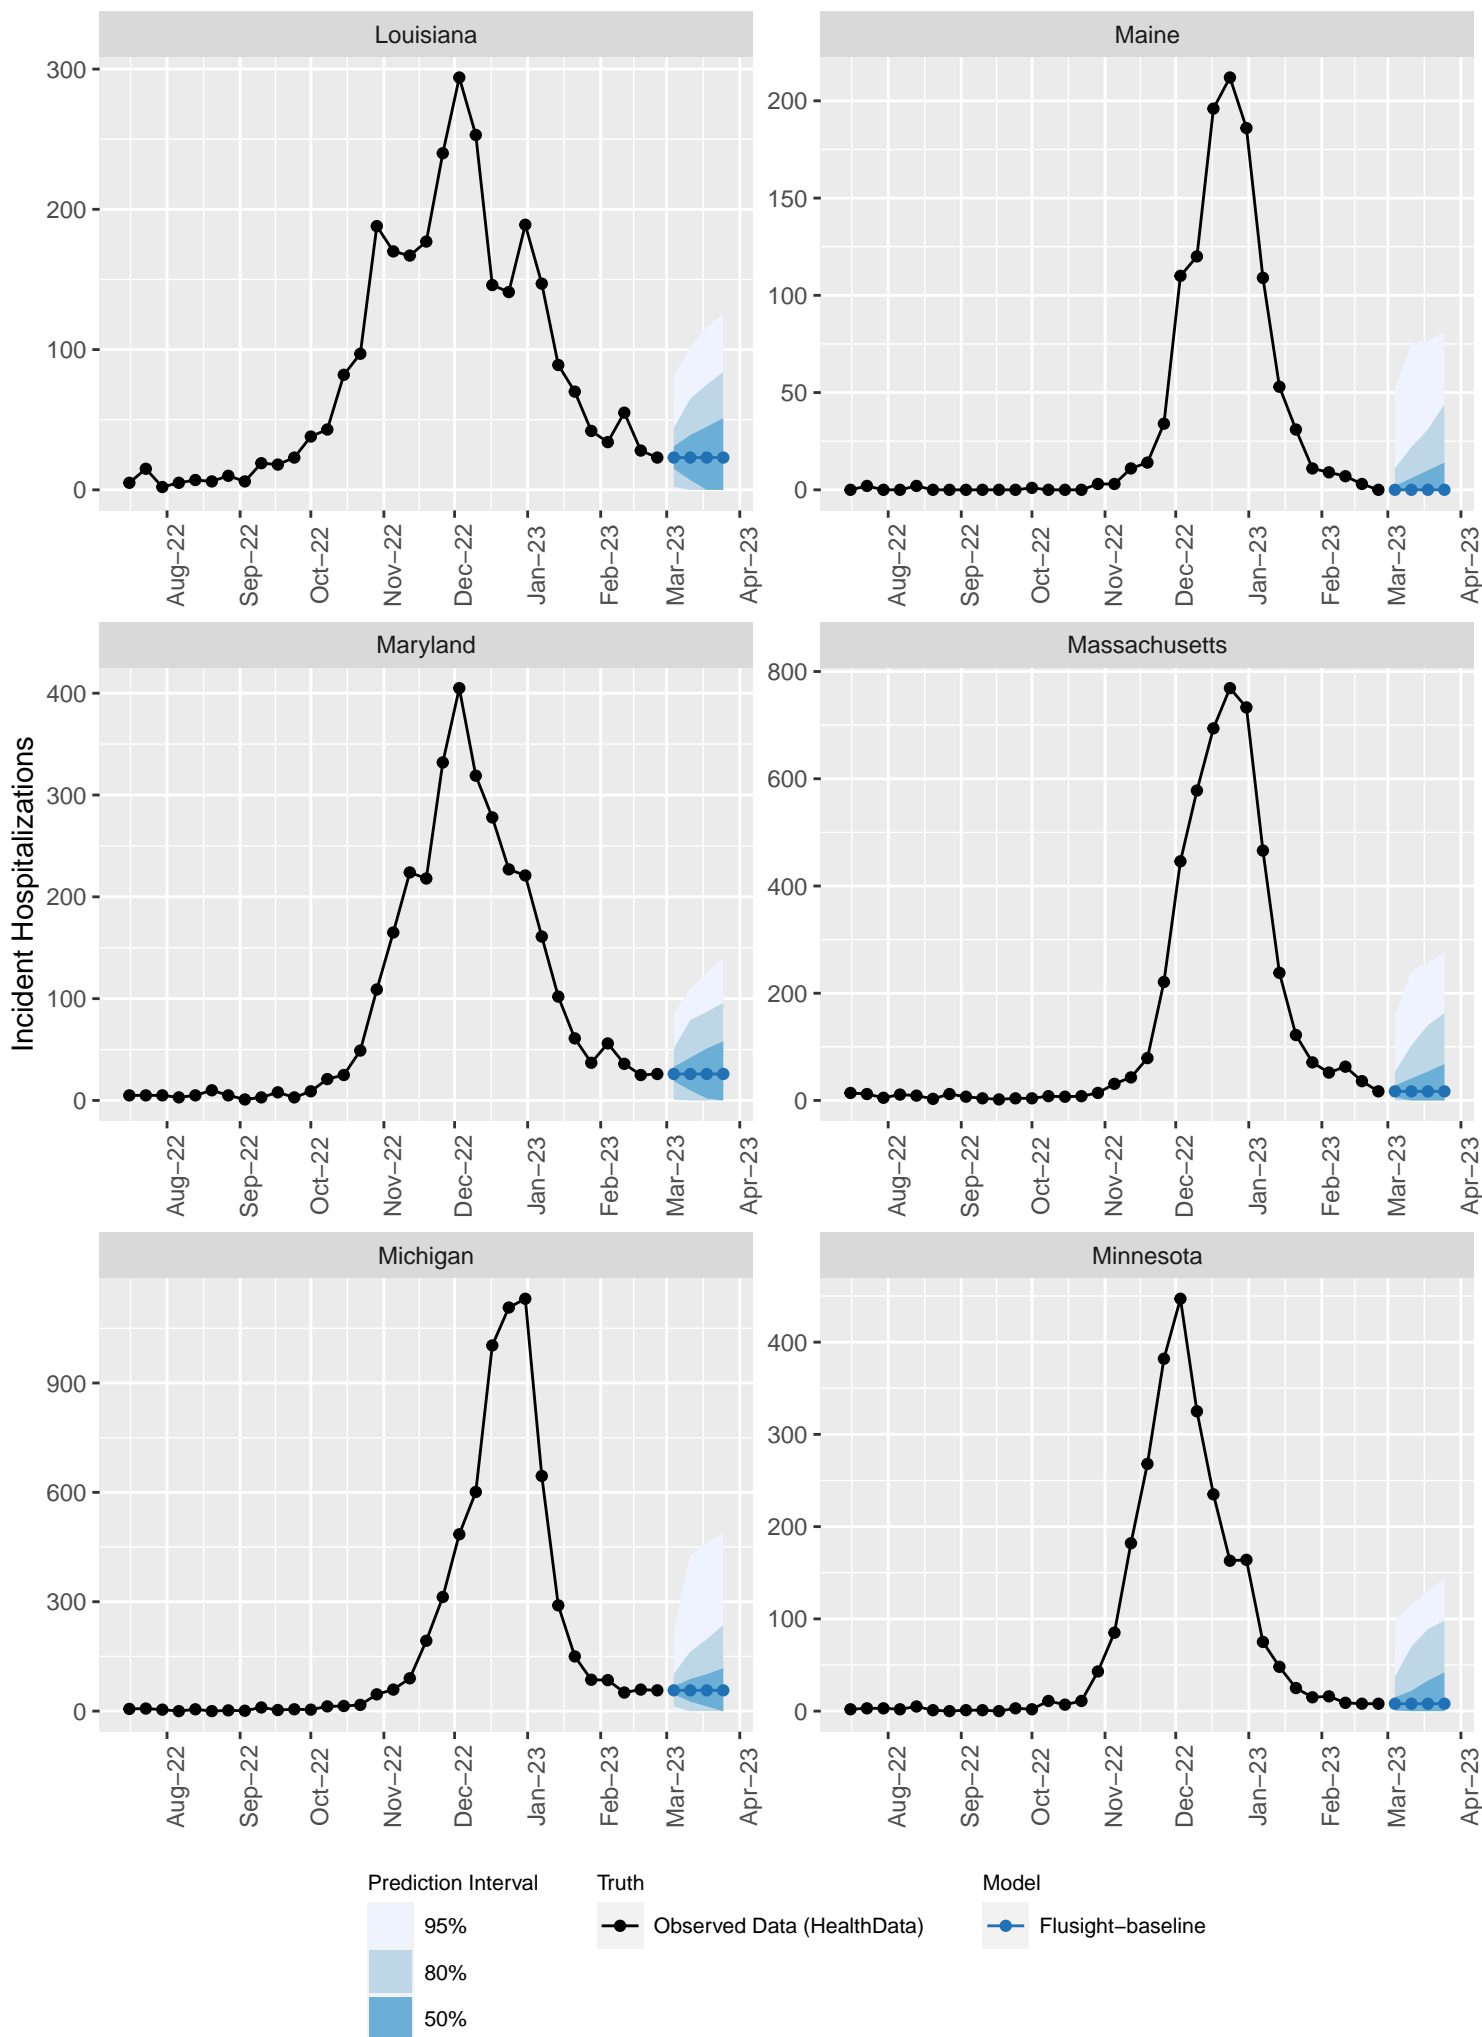 Louisiana
Maine
300
200
100
0
200
150
100
50
0
Aug−22
Sep−22
Oct−22
Nov−22
Dec−22
Jan−23
Feb−23
Mar−23
Apr−23
Aug−22
Sep−22
Oct−22
Nov−22
Dec−22
Jan−23
Feb−23
Mar−23
Apr−23
Maryland
Massachusetts
Incident Hospitalizations
400
300
200
100
0
800
600
400
200
0
Aug−22
Sep−22
Oct−22
Nov−22
Dec−22
Jan−23
Feb−23
Mar−23
Apr−23
Aug−22
Sep−22
Oct−22
Nov−22
Dec−22
Jan−23
Feb−23
Mar−23
Apr−23
Michigan
Minnesota
900
600
300
0
400
300
200
100
0
Aug−22
Sep−22
Oct−22
Nov−22
Dec−22
Jan−23
Feb−23
Mar−23
Apr−23
Aug−22
Sep−22
Oct−22
Nov−22
Dec−22
Jan−23
Feb−23
Mar−23
Apr−23
Prediction Interval
95%
80%
50%
Truth
Observed Data (HealthData)
Model
Flusight−baseline